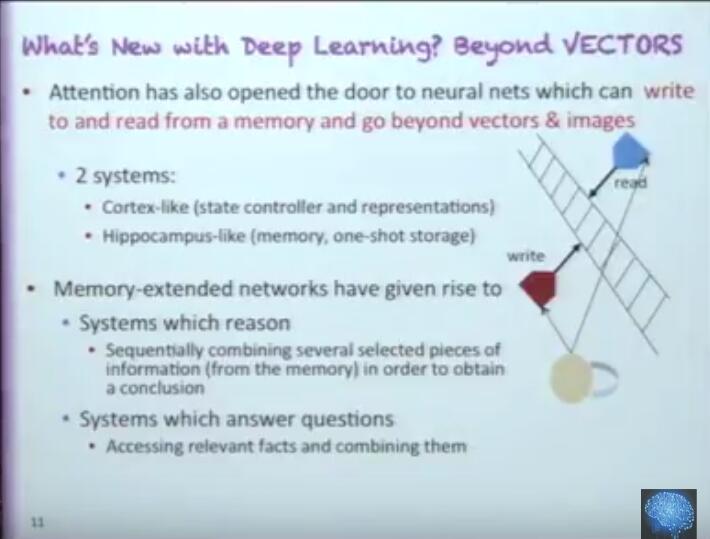 What's New with Deep Learning? Beyond VECTORS
• Attention has also opened the door to neural nets which can write
to and read from a memory and go beyond vectors & images
• 2 systems:
• Cortex-like (state controller and representations)
• Hippocampus-like (memory, one-shot storage)
read
write
• Memory-extended networks have given rise to
• Systems which reason
• Sequentially combining several selected pieces of
information (from the memory) in order to obtain
a conclusion
• Systems which answer questions
• Accessing relevant facts and combining them
11